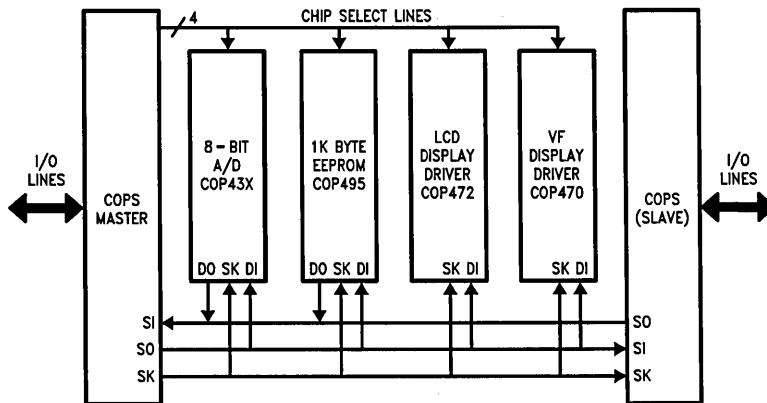 4 CHIP SELECT LINES
8-BIT
A/D
COP43X
1K BYTE
EEPROM
COP495
LCD
DISPLAY
DRIVER
COP472
VF
DISPLAY
DRIVER
COP470
I/O
LINES
COPS
MASTER
COPS
(SLAVE)
I/O
LINES
DO SK DI
DO SK DI
SK DI
SK DI
SI
SO
SK
SO
SI
SK